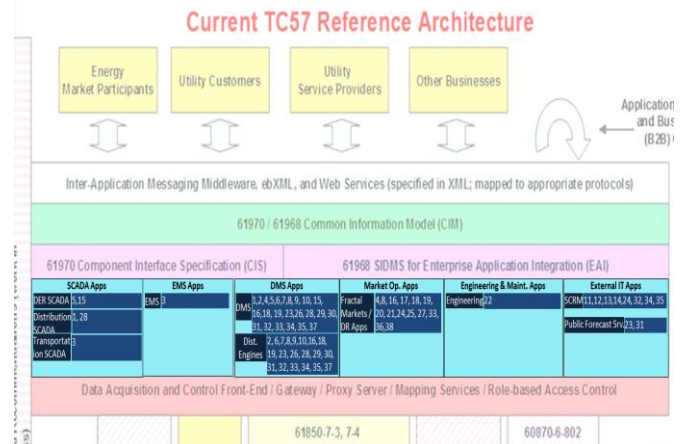 Current TC57 Reference Architecture
Energy
Market Participants
Utility Customers
Utility
Service Providers
Other Businesses
Application
and Bus
(B2B)
Inter-Application Messaging Middleware, ebXML, and Web Services (specified in XML; mapped to appropriate protocols)
61970 / 61968 Common Information Model (CIM)
61970 Component Interface Specification (CIS)
61968 SIDMS for Enterprise Application Integration (EAI)
SCADA Apps
DER SCADA 5,15
Distribution SCADA 1, 28
Transportat
ion SCADA 3
EMS Apps
EMS 3
DMS Apps
DMS
1,2,4,5,6,7,8,9,10, 15,
16,18,19, 23,26,28, 29,30,
31, 32, 33, 34, 35, 37
Dist.
Engines
2, 6,7,8,9,10,16,18,
19, 23,26, 28, 29, 30,
31, 32, 33, 34, 35, 37
Market Op. Apps
Fractal
Markets /
DR Apps
4,8, 16, 17, 18, 19,
20, 21,24,25, 27, 33,
36,38
Engineering & Maint. Apps
Engineering 22
External IT Apps
SCRM 11,12,13,14,24, 32, 34, 35
Public Forecast Srv. 23, 31
Data Acquisition and Control Front-End / Gateway / Proxy Server / Mapping Services / Role-based Access Control
61850-7-3, 7-4
60870-6-802